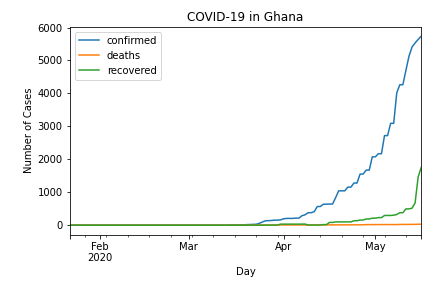 COVID-19 in Ghana
confirmed
deaths
recovered
6000
5000
4000
3000
2000
1000
0
Number of Cases
Feb
2020
Mar
Apr
May
Day